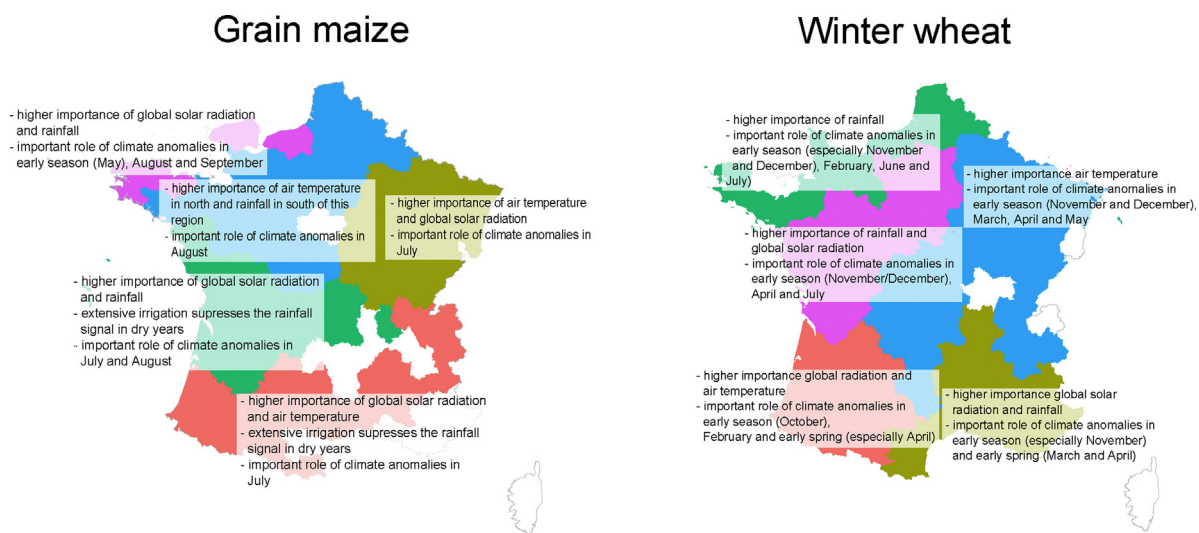 Grain maize
- higher importance of global solar radiation
and rainfall
- important role of climate anomalies in
early season (May), August and September
- higher importance of air temperature
in north and rainfall in south of this
region
- important role of climate anomalies in
August
- higher importance of air temperature
and global solar radiation
- important role of climate anomalies in
July
- higher importance of global solar radiation
and rainfall
- extensive irrigation supresses the rainfall
signal in dry years
- important role of climate anomalies in
July and August
- higher importance of global solar radiation
and air temperature
- extensive irrigation supresses the rainfall
signal in dry years
- important role of climate anomalies in
July
Winter wheat
- higher importance of rainfall
- important role of climate anomalies in
early season (especially November
and December), February, June and
July)
- higher importance air temperature
- important role of climate anomalies in
early season (November and December),
March, April and May
- higher importance of rainfall and
global solar radiation
- important role of climate anomalies in
early season (November/December),
April and July
- higher importance global radiation and
air temperature
- important role of climate anomalies in
early season (October),
February and early spring (especially April)
- higher importance global solar
radiation and rainfall
- important role of climate anomalies in
early season (especially November)
and early spring (March and April)